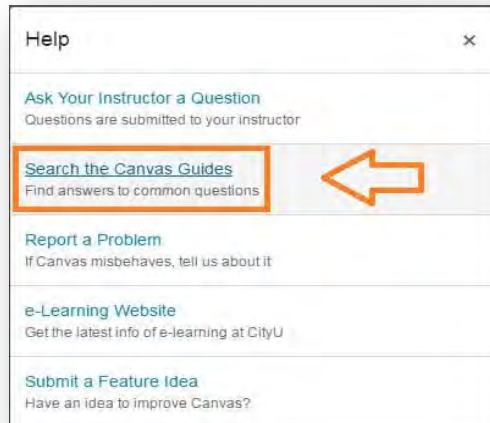 Help ×
Ask Your Instructor a Question
Questions are submitted to your instructor
Search the Canvas Guides
Find answers to common questions
Report a Problem
If Canvas misbehaves, tell us about it
e-Learning Website
Get the latest info of e-learning at CityU
Submit a Feature Idea
Have an idea to improve Canvas?